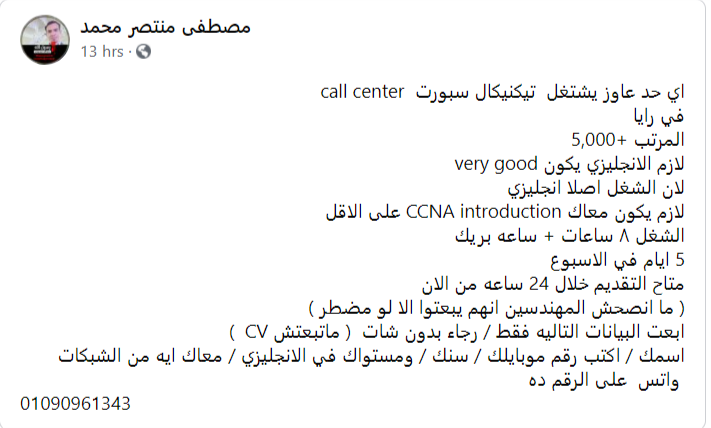 مصطفى منتصر محمد
13 hrs ·
اي حد عاوز يشتغل تيكنيكال سبورت call center
في رايا
المرتب +5,000
لازم الانجليزي يكون very good
لان الشغل اصلا انجليزي
لازم يكون معاك CCNA introduction على الاقل
الشغل ٨ ساعات + ساعه بريك
5 ايام في الاسبوع
متاح التقديم خلال 24 ساعه من الان
( ما انصحش المهندسين انهم يبعتوا الا لو مضطر )
ابعت البيانات التاليه فقط / رجاء بدون شات ( ماتبعتش CV )
اسمك / اكتب رقم موبايلك / سنك / ومستواك في الانجليزي / معاك ايه من الشبكات
واتس على الرقم ده
01090961343